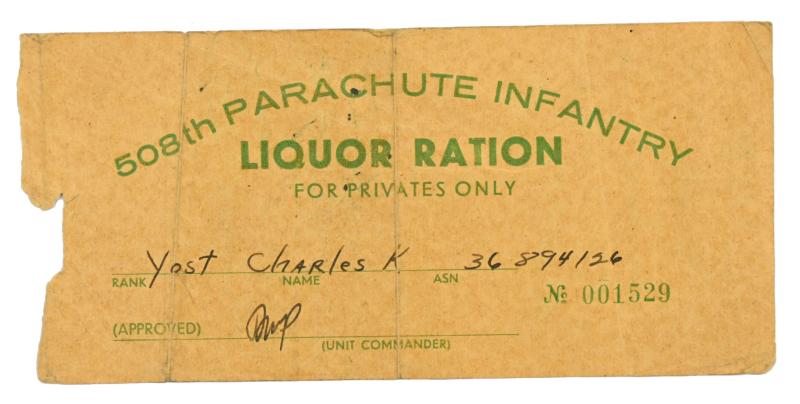 508th PARACHUTE INFANTRY
LIQUOR RATION
FOR PRIVATES ONLY
Yost Charles K 36 894126
RANK NAME ASN
№ 001529
(APPROVED)
(UNIT COMMANDER)